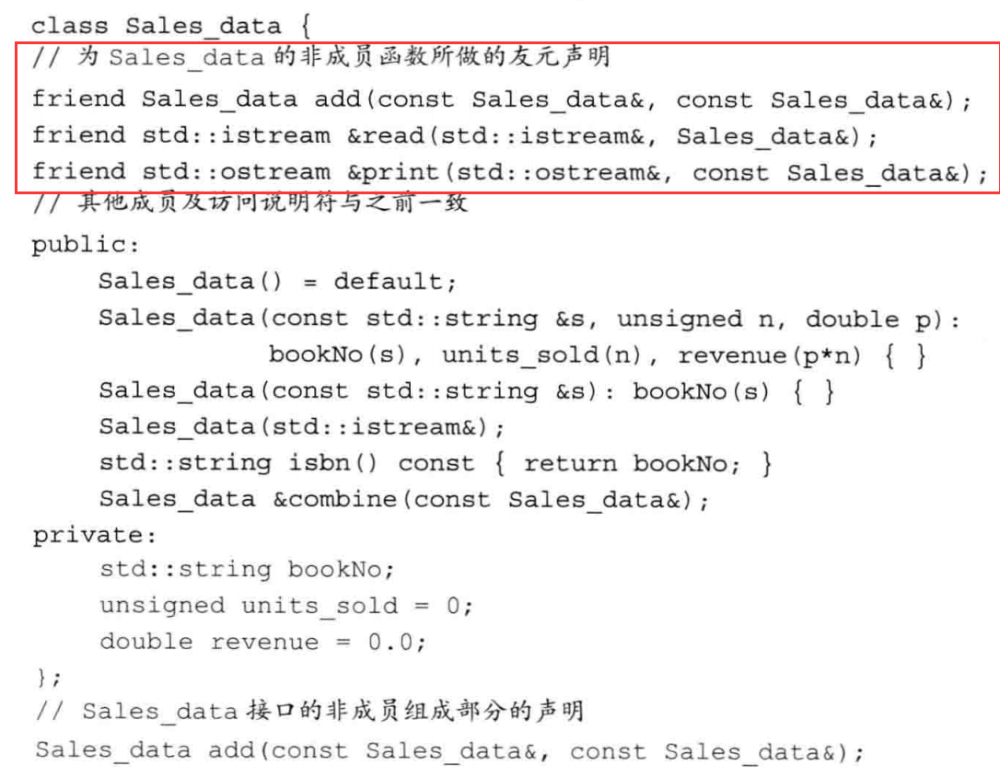 class Sales_data {
// 为 Sales_data 的非成员函数所做的友元声明
friend Sales_data add(const Sales_data&, const Sales_data&);
friend std::istream &read(std::istream&, Sales_data&);
friend std::ostream &print(std::ostream&, const Sales_data&);
// 其他成员及访问说明符与之前一致
public:
    Sales_data() = default;
    Sales_data(const std::string &s, unsigned n, double p):
               bookNo(s), units_sold(n), revenue(p*n) { }
    Sales_data(const std::string &s): bookNo(s) { }
    Sales_data(std::istream&);
    std::string isbn() const { return bookNo; }
    Sales_data &combine(const Sales_data&);
private:
    std::string bookNo;
    unsigned units_sold = 0;
    double revenue = 0.0;
};
// Sales_data 接口的非成员组成部分的声明
Sales_data add(const Sales_data&, const Sales_data&);